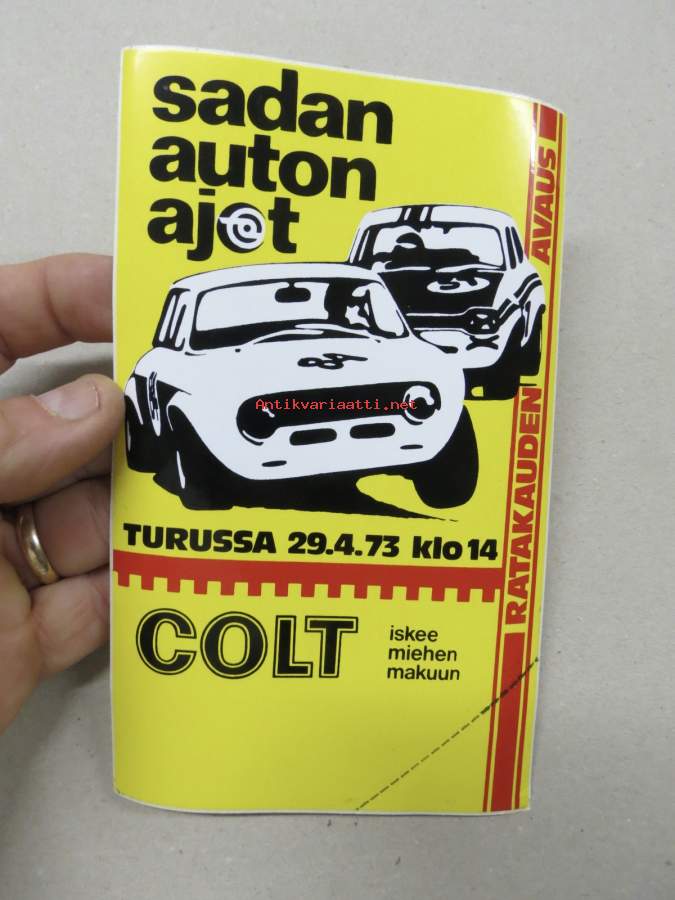 sadan
auton
ajot
RATAKAUDEN AVAUS
Antikvariaatti.net
TURUSSA 29.4.73 klo 14
COLT
iskee
miehen
makuun